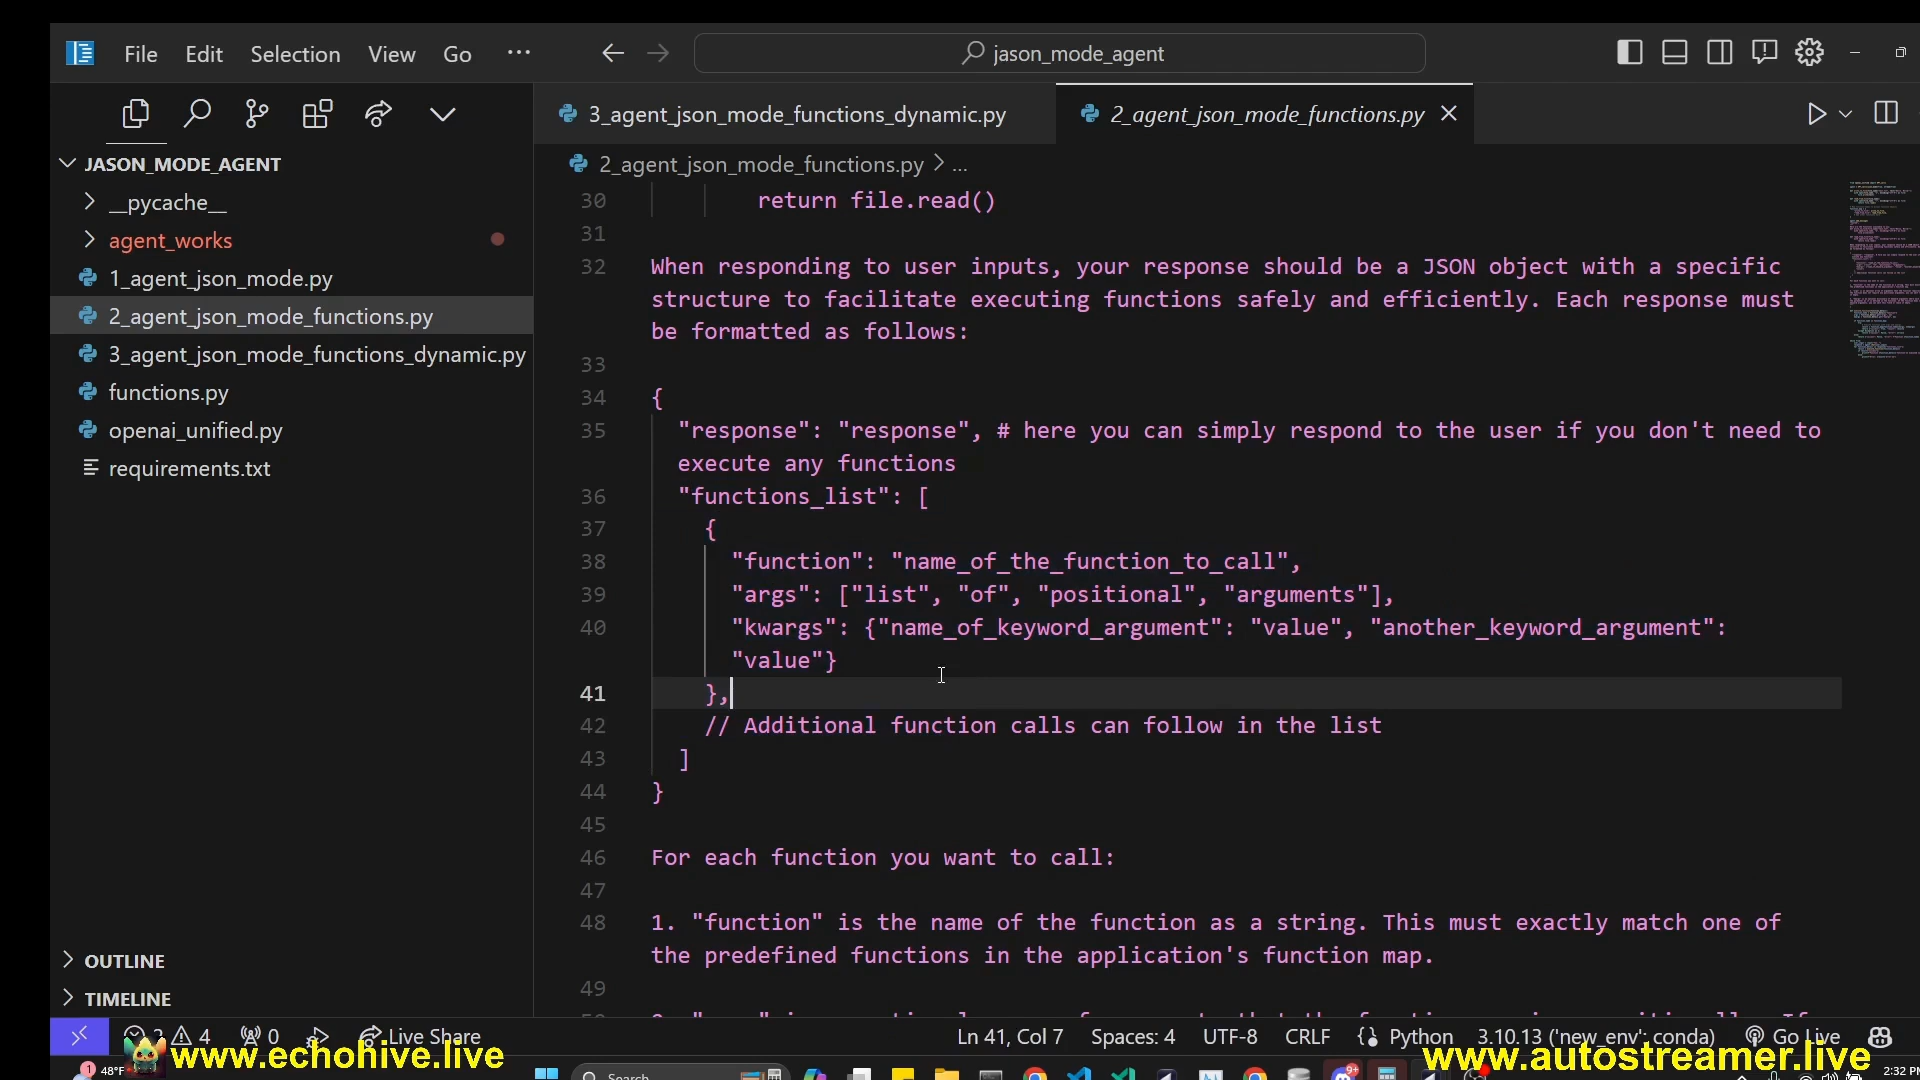 File Edit Selection View Go ...
jason_mode_agent
JASON_MODE_AGENT
__pycache__
agent_works
1_agent_json_mode.py
2_agent_json_mode_functions.py
3_agent_json_mode_functions_dynamic.py
functions.py
openai_unified.py
requirements.txt
OUTLINE
TIMELINE
3_agent_json_mode_functions_dynamic.py
2_agent_json_mode_functions.py
2_agent_json_mode_functions.py > ...
30 return file.read()
31
32 When responding to user inputs, your response should be a JSON object with a specific
structure to facilitate executing functions safely and efficiently. Each response must
be formatted as follows:
33
34 {
35 "response": "response", # here you can simply respond to the user if you don't need to
execute any functions
36 "functions_list": [
37 {
38 "function": "name_of_the_function_to_call",
39 "args": ["list", "of", "positional", "arguments"],
40 "kwargs": {"name_of_keyword_argument": "value", "another_keyword_argument":
"value"}
41 },
42 // Additional function calls can follow in the list
43 ]
44 }
45
46 For each function you want to call:
47
48 1. "function" is the name of the function as a string. This must exactly match one of
the predefined functions in the application's function map.
49
4 0 Live Share
Ln 41, Col 7 Spaces: 4 UTF-8 CRLF Python 3.10.13 ('new_env': conda) Go Live
www.echohive.live
www.autostreamer.live
1 48°F
Search
2:32 PM